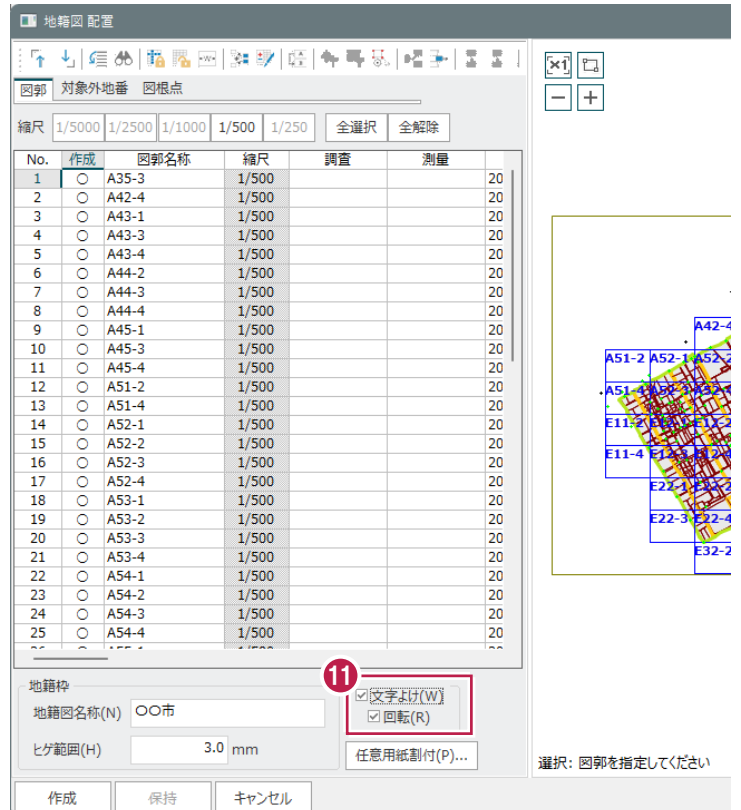 地籍図 配置
図郭 対象外地番 図根点
縮尺 1/5000 1/2500 1/1000 1/500 1/250 全選択 全解除
No. 作成 図郭名称 縮尺 調査 測量
1 ○ A35-3 1/500 20
2 ○ A42-4 1/500 20
3 ○ A43-1 1/500 20
4 ○ A43-3 1/500 20
5 ○ A43-4 1/500 20
6 ○ A44-2 1/500 20
7 ○ A44-3 1/500 20
8 ○ A44-4 1/500 20
9 ○ A45-1 1/500 20
10 ○ A45-3 1/500 20
11 ○ A45-4 1/500 20
12 ○ A51-2 1/500 20
13 ○ A51-4 1/500 20
14 ○ A52-1 1/500 20
15 ○ A52-2 1/500 20
16 ○ A52-3 1/500 20
17 ○ A52-4 1/500 20
18 ○ A53-1 1/500 20
19 ○ A53-2 1/500 20
20 ○ A53-3 1/500 20
21 ○ A53-4 1/500 20
22 ○ A54-1 1/500 20
23 ○ A54-2 1/500 20
24 ○ A54-3 1/500 20
25 ○ A54-4 1/500 20
地籍枠
地籍図名称(N) 〇〇市
ヒゲ範囲(H) 3.0 mm
11
文字よけ(W)
回転(R)
任意用紙割付(P)...
作成 保持 キャンセル
×1
A42-4
A51-2 A52-1 A52-2
A51-4
E11-2
E11-4
E22-1 E22-2
E22-3 E22-4
E32-2
選択: 図郭を指定してください